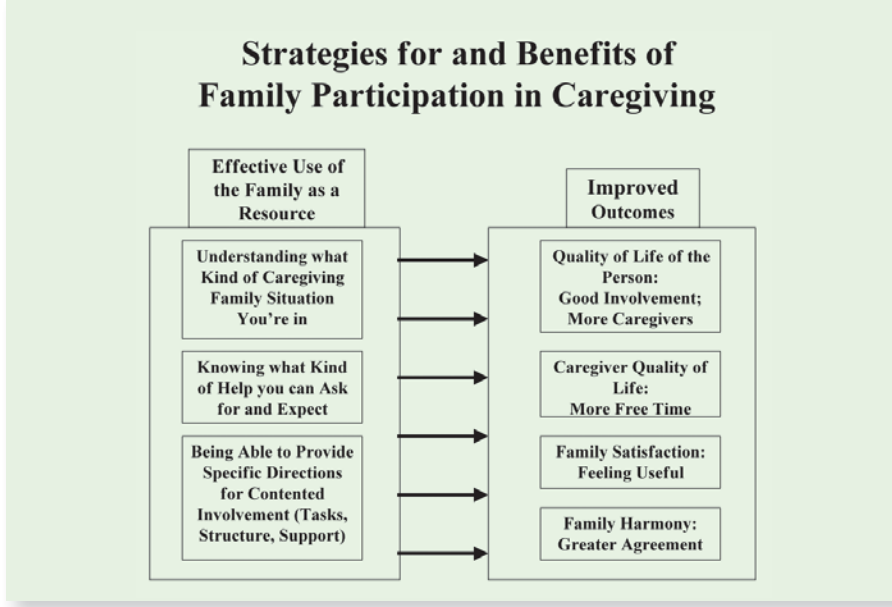 Strategies for and Benefits of
Family Participation in Caregiving
Effective Use of
the Family as a
Resource
Understanding what
Kind of Caregiving
Family Situation
You're in
Knowing what Kind
of Help you can Ask
for and Expect
Being Able to Provide
Specific Directions
for Contented
Involvement (Tasks,
Structure, Support)
Improved
Outcomes
Quality of Life of the
Person:
Good Involvement;
More Caregivers
Caregiver Quality of
Life:
More Free Time
Family Satisfaction:
Feeling Useful
Family Harmony:
Greater Agreement